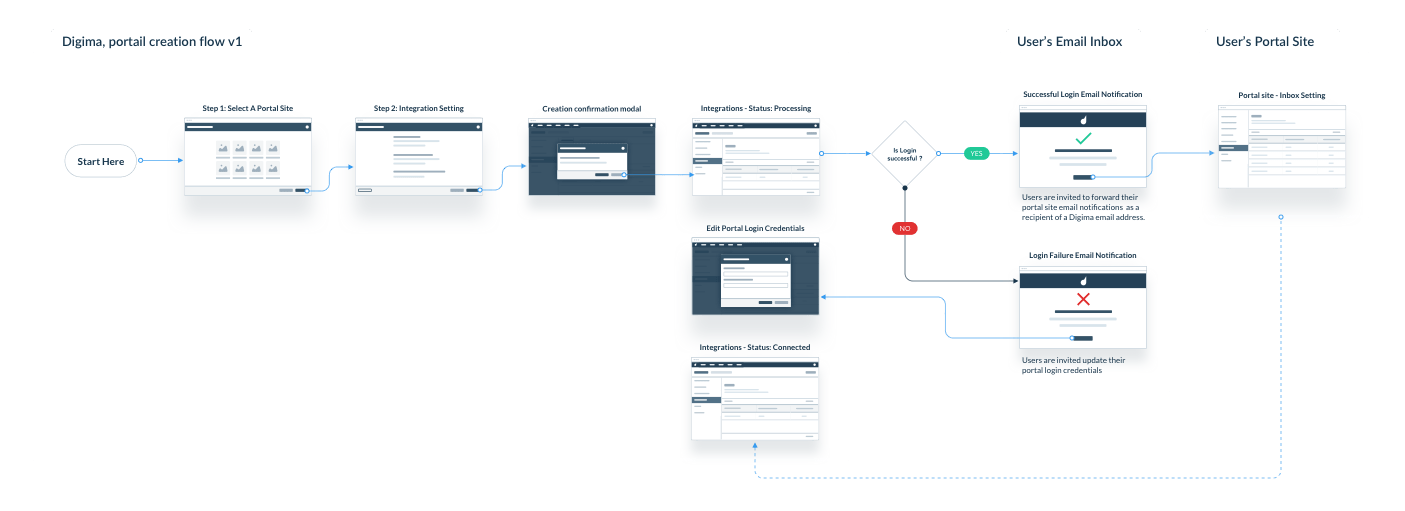 Digima, portail creation flow v1
User's Email Inbox
User's Portal Site
Successful Login Email Notification
Portal site - Inbox Setting
Step 1: Select A Portal Site
Step 2: Integration Setting
Creation confirmation modal
Integrations - Status: Processing
Start Here
Is Login
successful ?
YES
Users are invited to forward their
portal site email notifications as a
recipient of a Digima email address.
NO
Edit Portal Login Credentials
Login Failure Email Notification
Integrations - Status: Connected
Users are invited update their
portal login credentials